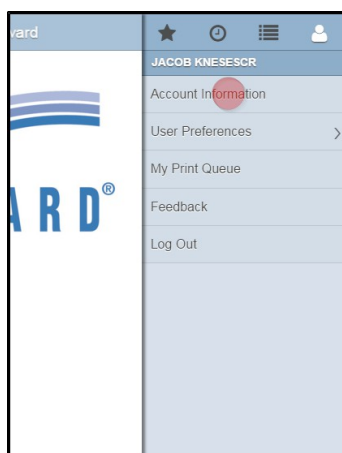 vard
JACOB KNESESCR
Account Information
User Preferences
My Print Queue
ARD®
Feedback
Log Out